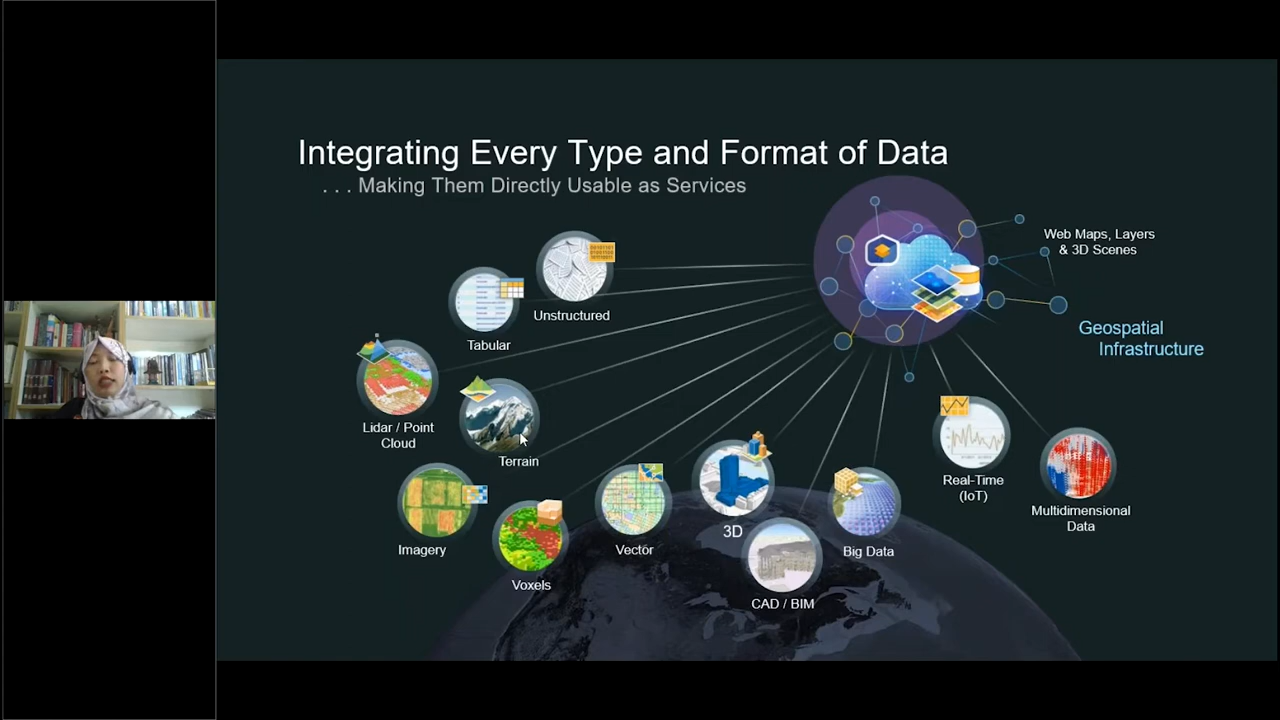 Integrating Every Type and Format of Data
. . . Making Them Directly Usable as Services
Web Maps, Layers
& 3D Scenes
Geospatial
Infrastructure
Unstructured
Tabular
Lidar / Point
Cloud
Terrain
Imagery
Voxels
Vector
3D
CAD / BIM
Big Data
Real-Time
(IoT)
Multidimensional
Data